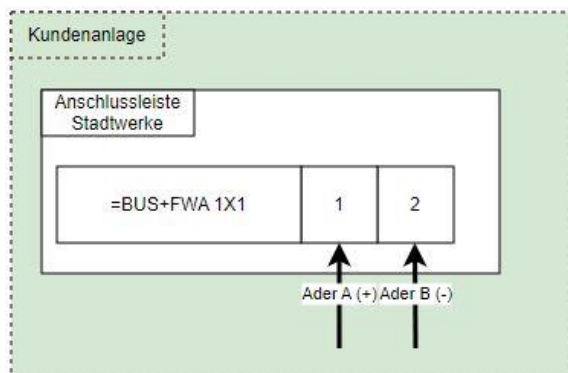 Kundenanlage
Anschlussleiste
Stadtwerke
=BUS+FWA 1X1
1
2
Ader A (+)
Ader B (-)